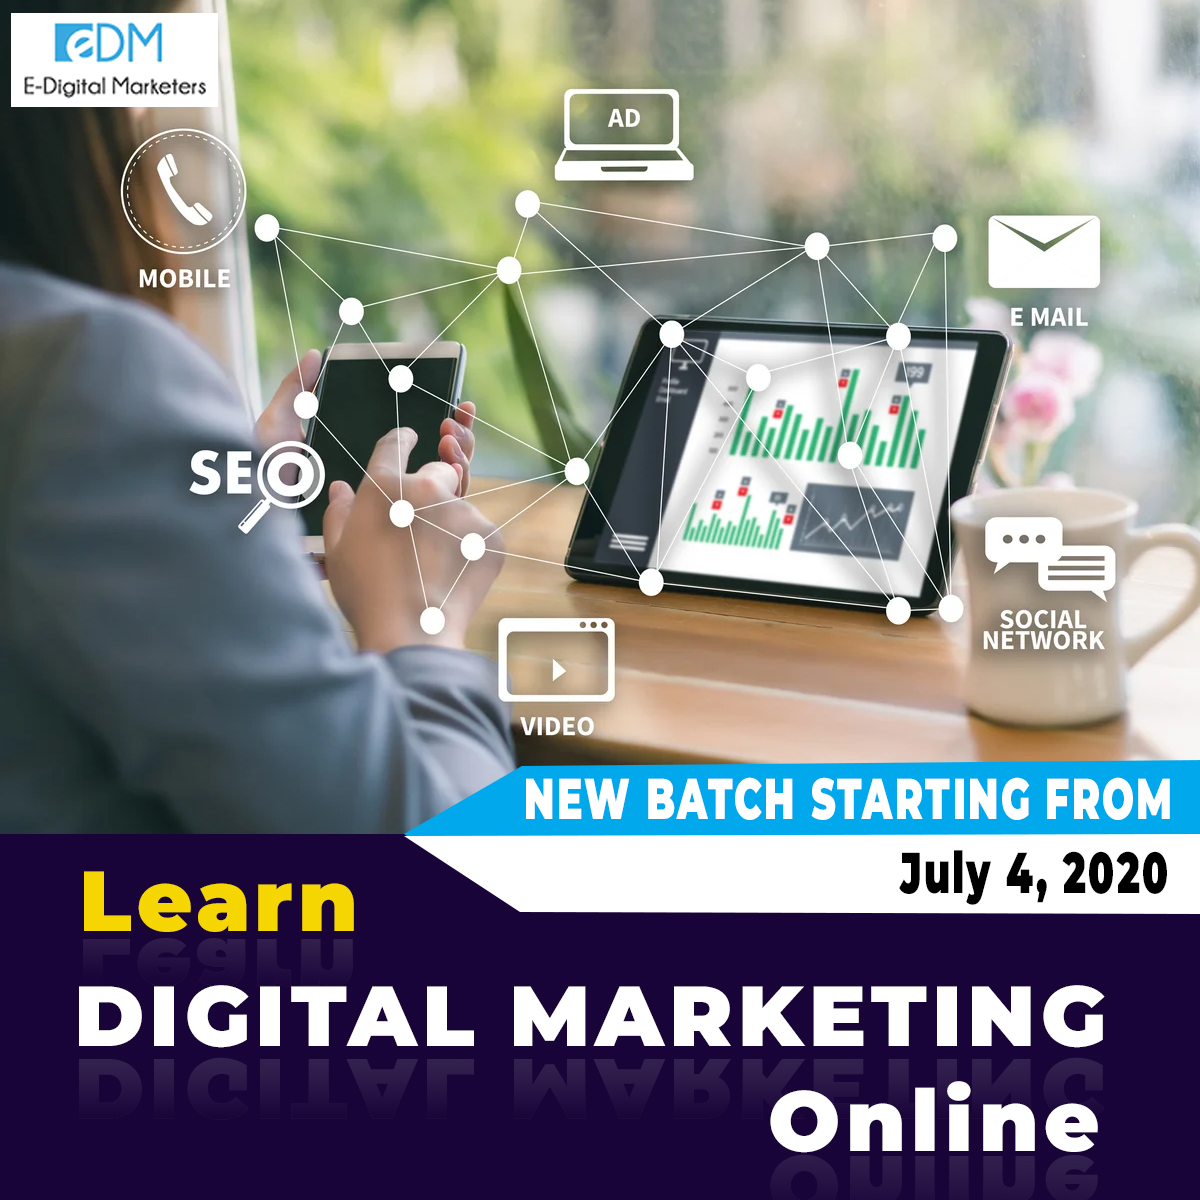 eDM
E-Digital Marketers
AD
MOBILE
E MAIL
SEO
SOCIAL
NETWORK
VIDEO
NEW BATCH STARTING FROM
July 4, 2020
Learn
DIGITAL MARKETING
Online